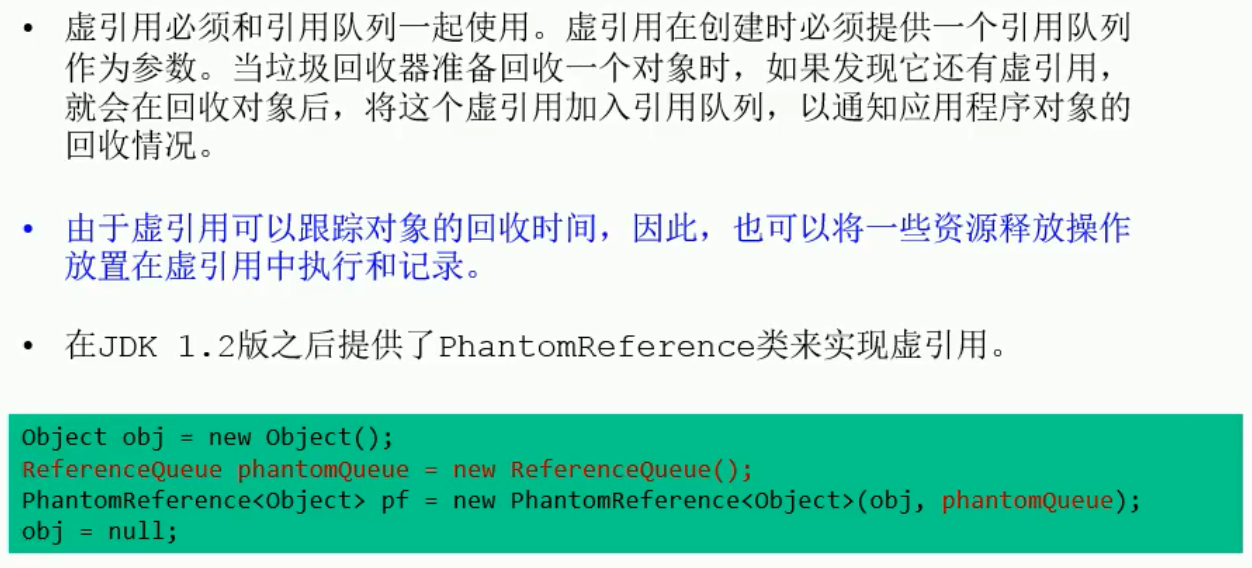 • 虚引用必须和引用队列一起使用。虚引用在创建时必须提供一个引用队列
作为参数。当垃圾回收器准备回收一个对象时，如果发现它还有虚引用，
就会在回收对象后，将这个虚引用加入引用队列，以通知应用程序对象的
回收情况。
• 由于虚引用可以跟踪对象的回收时间，因此，也可以将一些资源释放操作
放置在虚引用中执行和记录。
• 在JDK 1.2版之后提供了PhantomReference类来实现虚引用。
Object obj = new Object();
ReferenceQueue phantomQueue = new ReferenceQueue();
PhantomReference<Object> pf = new PhantomReference<Object>(obj, phantomQueue);
obj = null;